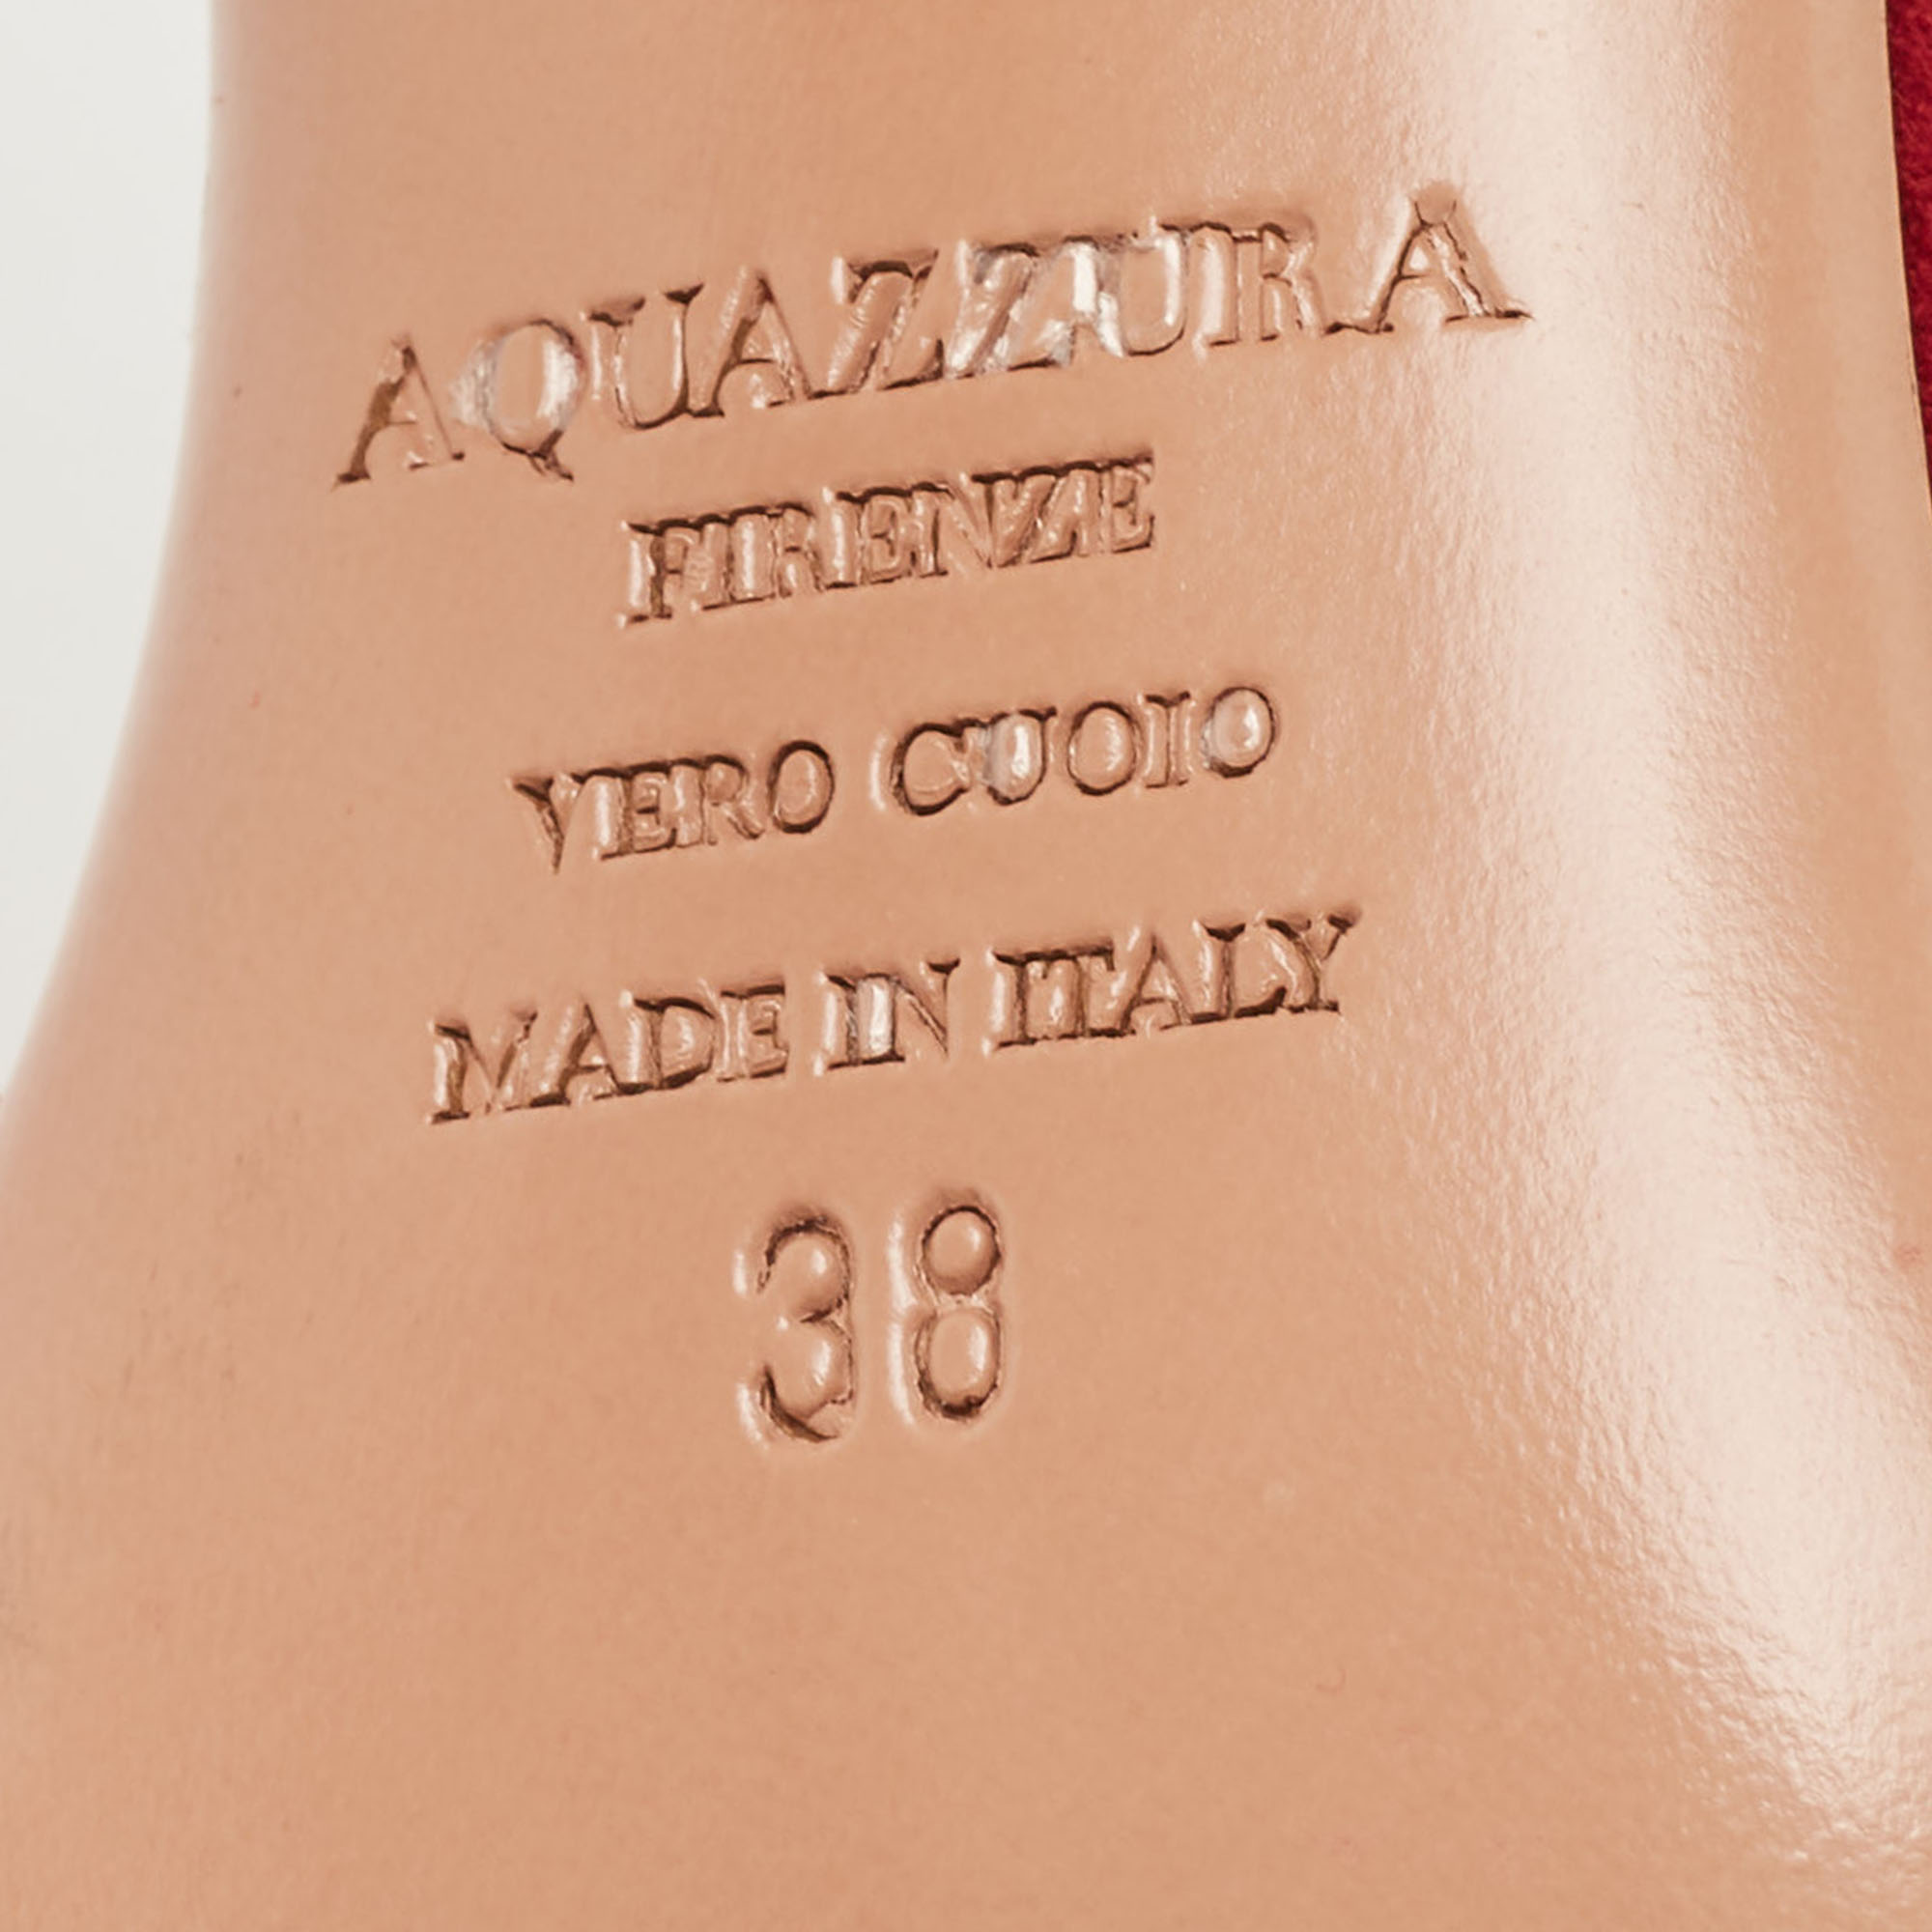 AQUAZZURA
FIRENZE
VERO CUOIO
MADE IN ITALY
38